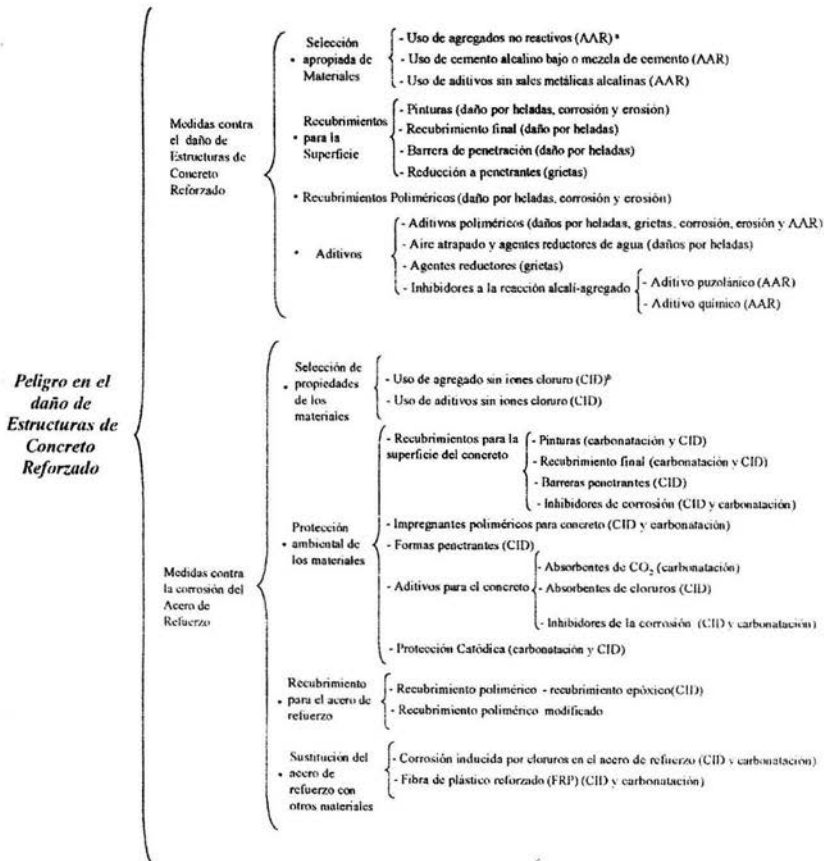 Peligro en el
daño de
Estructuras de
Concreto
Reforzado
Medidas contra
el daño de
Estructuras de
Concreto
Reforzado
Selección
• apropiada de
Materiales
- Uso de agregados no reactivos (AAR)ᵃ
- Uso de cemento alcalino bajo o mezcla de cemento (AAR)
- Uso de aditivos sin sales metálicas alcalinas (AAR)
Recubrimientos
• para la
Superficie
- Pinturas (daño por heladas, corrosión y erosión)
- Recubrimiento final (daño por heladas)
- Barrera de penetración (daño por heladas)
- Reducción a penetrantes (grietas)
• Recubrimientos Poliméricos (daño por heladas, corrosión y erosión)
• Aditivos
- Aditivos poliméricos (daños por heladas, grietas, corrosión, erosión y AAR)
- Aire atrapado y agentes reductores de agua (daños por heladas)
- Agentes reductores (grietas)
- Inhibidores a la reacción alcali-agregado
- Aditivo puzolánico (AAR)
- Aditivo químico (AAR)
Medidas contra
la corrosión del
Acero de
Refuerzo
Selección de
• propiedades
de los
materiales
- Uso de agregado sin iones cloruro (CID)ᵇ
- Uso de aditivos sin iones cloruro (CID)
Protección
• ambiental de
los materiales
- Recubrimientos para la
superficie del concreto
- Pinturas (carbonatación y CID)
- Recubrimiento final (carbonatación y CID)
- Barreras penetrantes (CID)
- Inhibidores de corrosión (CID y carbonatación)
- Impregnantes poliméricos para concreto (CID y carbonatación)
- Formas penetrantes (CID)
- Aditivos para el concreto
- Absorbentes de CO₂ (carbonatación)
- Absorbentes de cloruros (CID)
- Inhibidores de la corrosión (CID y carbonatación)
- Protección Catódica (carbonatación y CID)
Recubrimiento
• para el acero de
refuerzo
- Recubrimiento polimérico - recubrimiento epóxico(CID)
- Recubrimiento polimérico modificado
Sustitución del
• acero de
refuerzo con
otros materiales
- Corrosión inducida por cloruros en el acero de refuerzo (CID y carbonatación)
- Fibra de plástico reforzado (FRP) (CID y carbonatación)